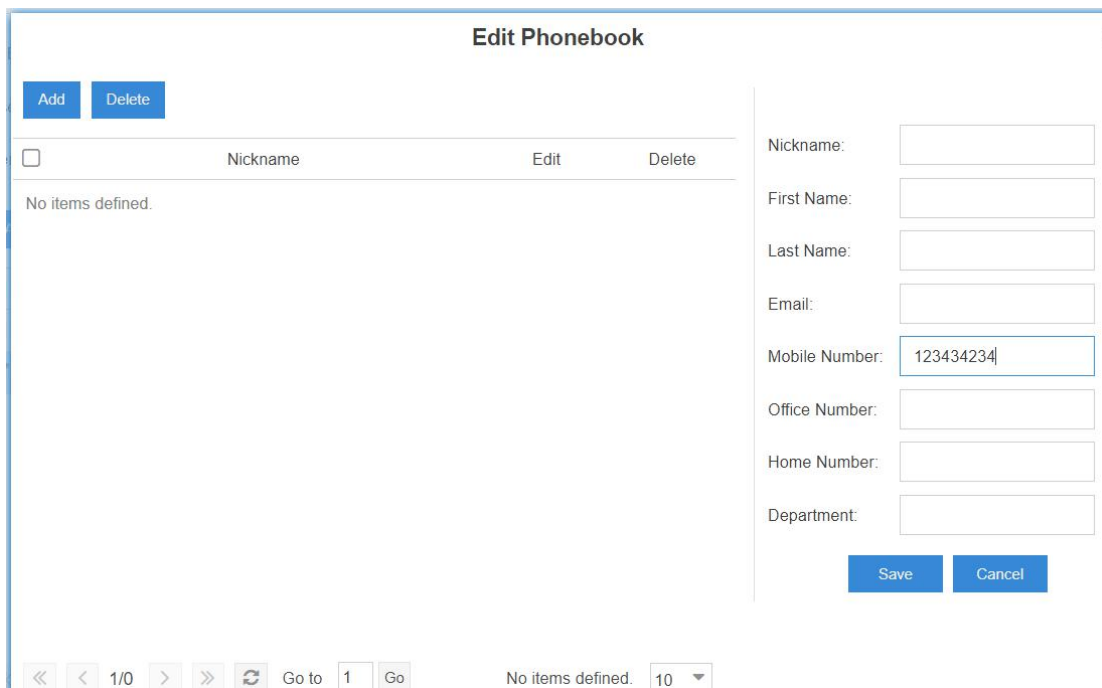 Edit Phonebook
Add Delete
Nickname Edit Delete
No items defined.
Nickname:
First Name:
Last Name:
Email:
Mobile Number: 123434234
Office Number:
Home Number:
Department:
Save Cancel
1/0 Go to 1 Go No items defined. 10